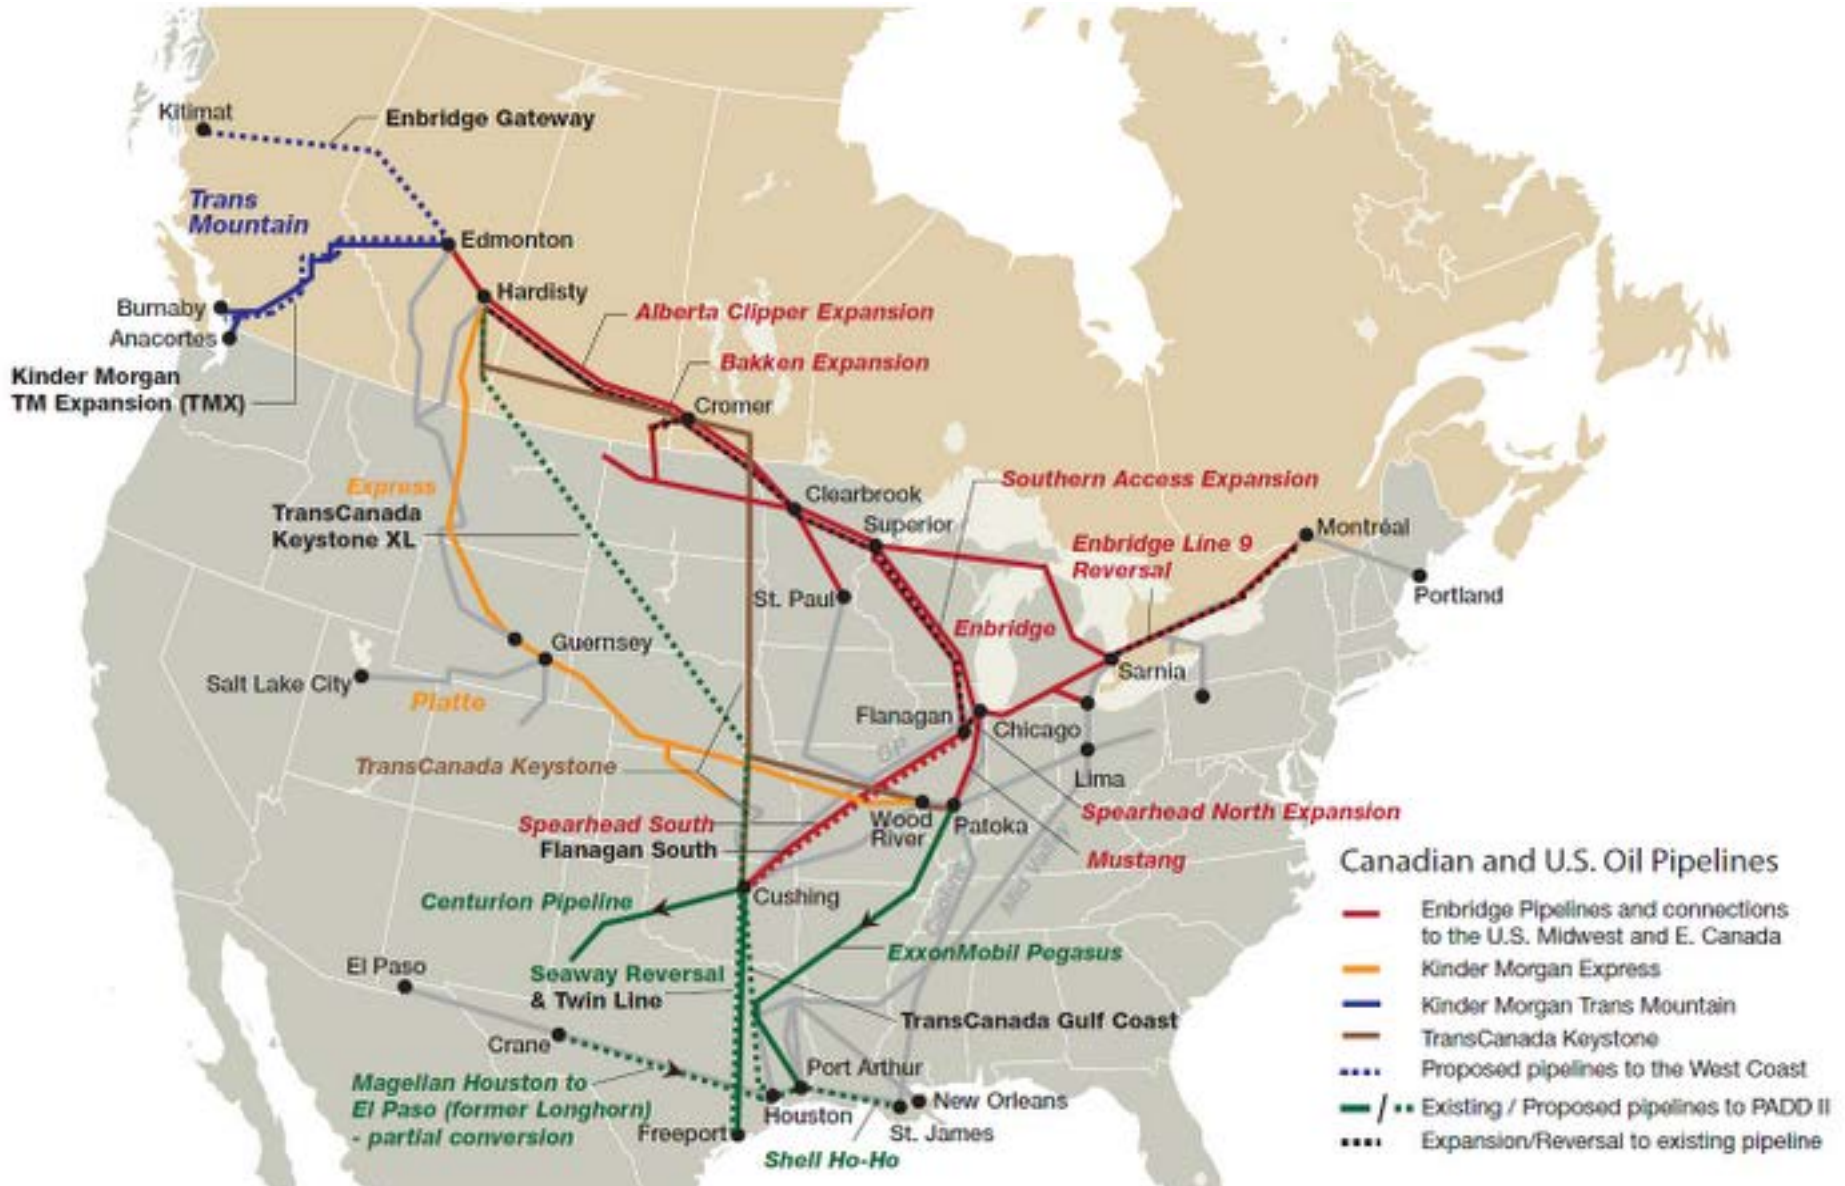 Kitimat
Enbridge Gateway
Trans
Mountain
Edmonton
Hardisty
Burnaby
Anacortes
Alberta Clipper Expansion
Bakken Expansion
Kinder Morgan
TM Expansion (TMX)
Cromer
Express
TransCanada
Keystone XL
Clearbrook
Superior
Southern Access Expansion
Montréal
Enbridge Line 9
Reversal
Portland
St. Paul
Enbridge
Guernsey
Sarnia
Salt Lake City
Platte
Flanagan
Chicago
TransCanada Keystone
Lima
Spearhead South
Flanagan South
Wood
River
Patoka
Spearhead North Expansion
Mustang
Mid Valley
Cushing
Centurion Pipeline
ExxonMobil Pegasus
El Paso
Seaway Reversal
& Twin Line
TransCanada Gulf Coast
Crane
Port Arthur
Magellan Houston to
El Paso (former Longhorn)
- partial conversion
Houston
New Orleans
St. James
Freeport
Shell Ho-Ho
Canadian and U.S. Oil Pipelines
Enbridge Pipelines and connections
to the U.S. Midwest and E. Canada
Kinder Morgan Express
Kinder Morgan Trans Mountain
TransCanada Keystone
Proposed pipelines to the West Coast
/ Existing / Proposed pipelines to PADD II
Expansion/Reversal to existing pipeline